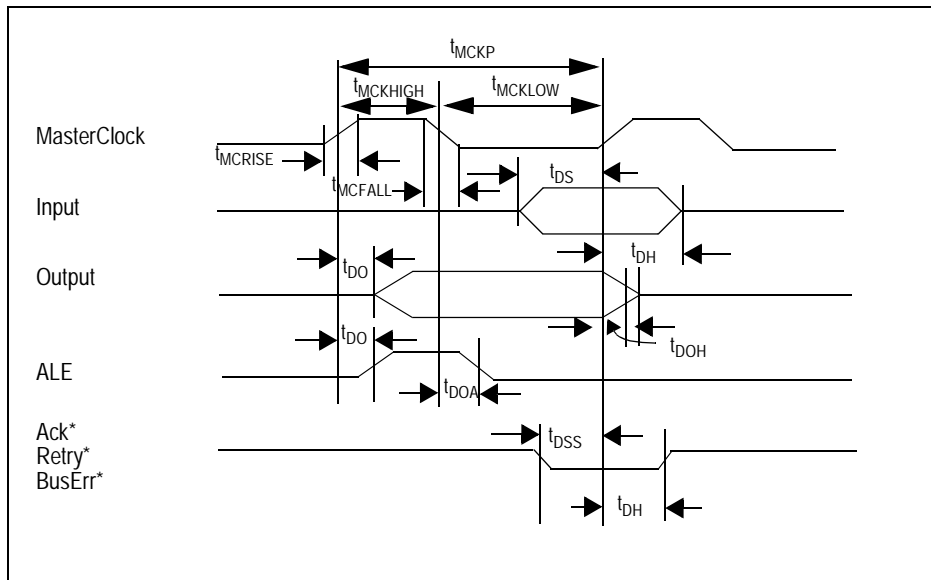 tMCKP
tMCKHIGH
tMCKLOW
MasterClock
tMCRISE
tMCFALL
tDS
Input
tDH
Output
tDO
tDOH
tDO
ALE
tDOA
Ack*
Retry*
BusErr*
tDSS
tDH